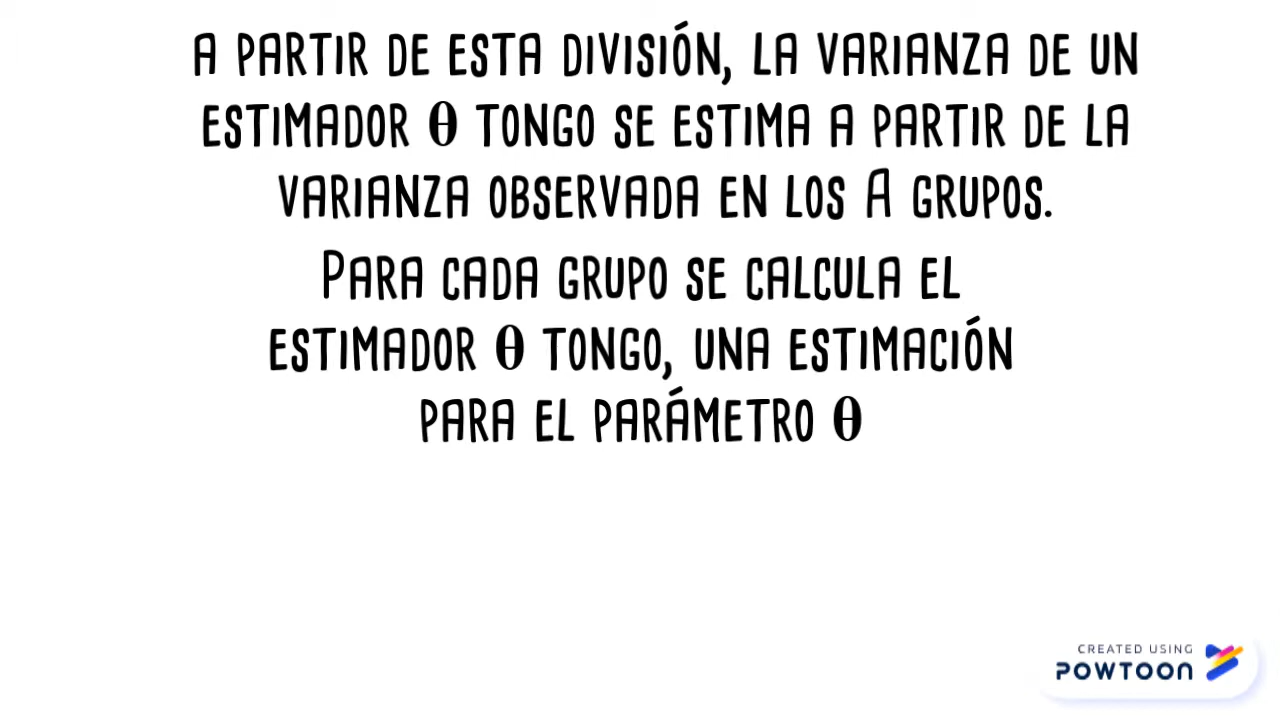 a partir de esta división, la varianza de un
estimador θ tongo se estima a partir de la
varianza observada en los A grupos.
Para cada grupo se calcula el
estimador θ tongo, una estimación
para el parámetro θ
CREATED USING
POWTOON